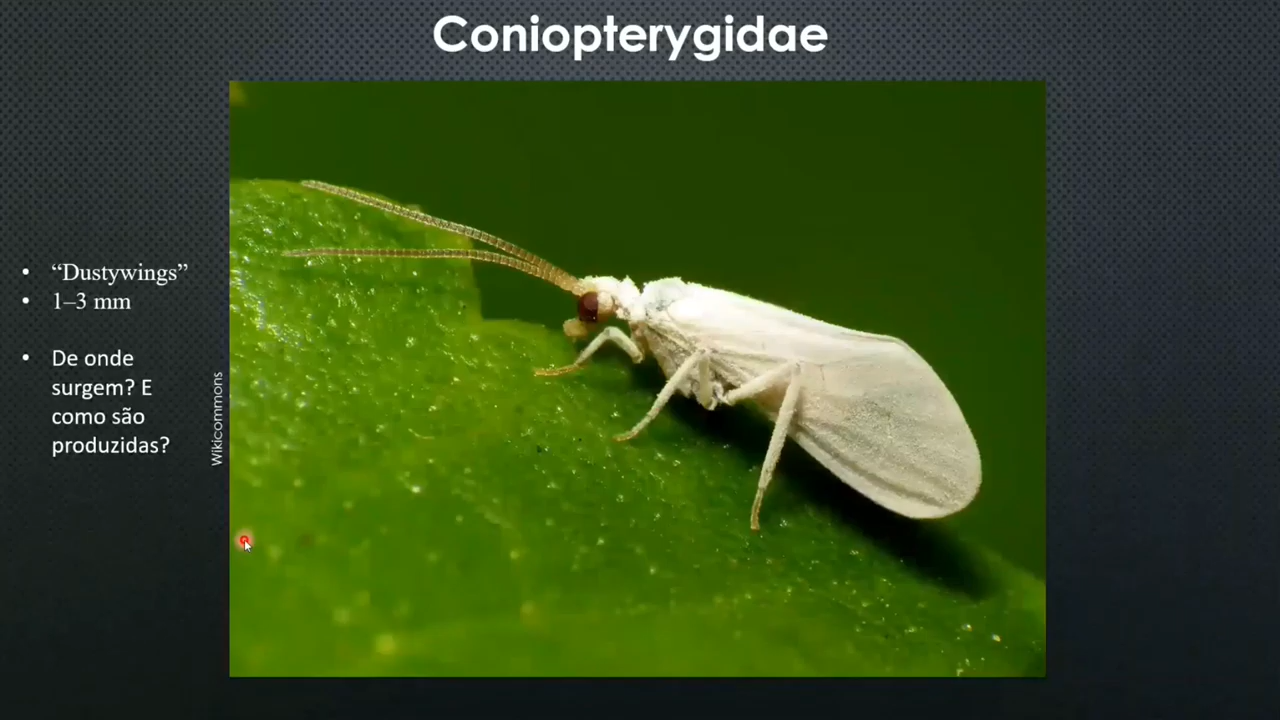 Coniopterygidae
• “Dustywings”
• 1–3 mm
• De onde
surgem? E
como são
produzidas?
Wikicommons